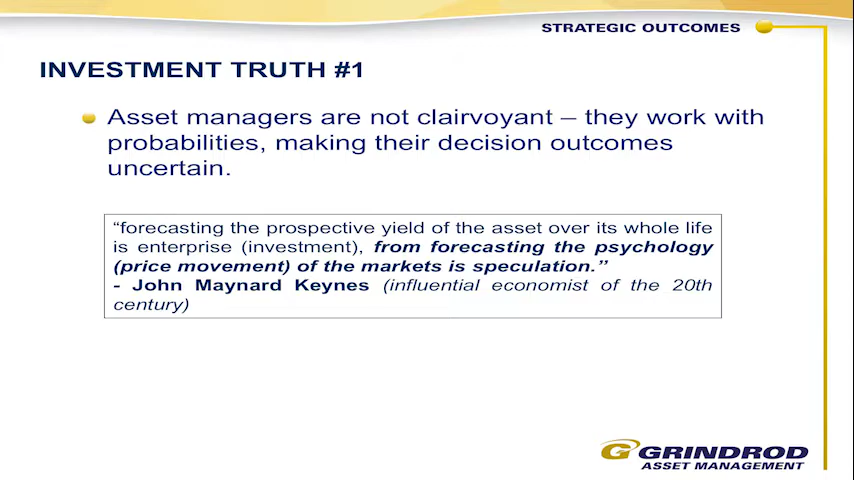 STRATEGIC OUTCOMES
INVESTMENT TRUTH #1
Asset managers are not clairvoyant – they work with
probabilities, making their decision outcomes
uncertain.
“forecasting the prospective yield of the asset over its whole life
is enterprise (investment), from forecasting the psychology
(price movement) of the markets is speculation.”
- John Maynard Keynes (influential economist of the 20th
century)
GRINDROD
ASSET MANAGEMENT